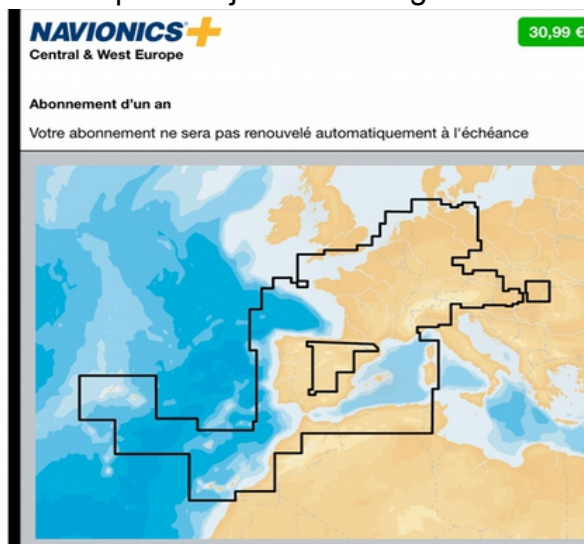 NAVIONICS+
30,99 €
Central & West Europe
Abonnement d'un an
Votre abonnement ne sera pas renouvelé automatiquement à l'échéance